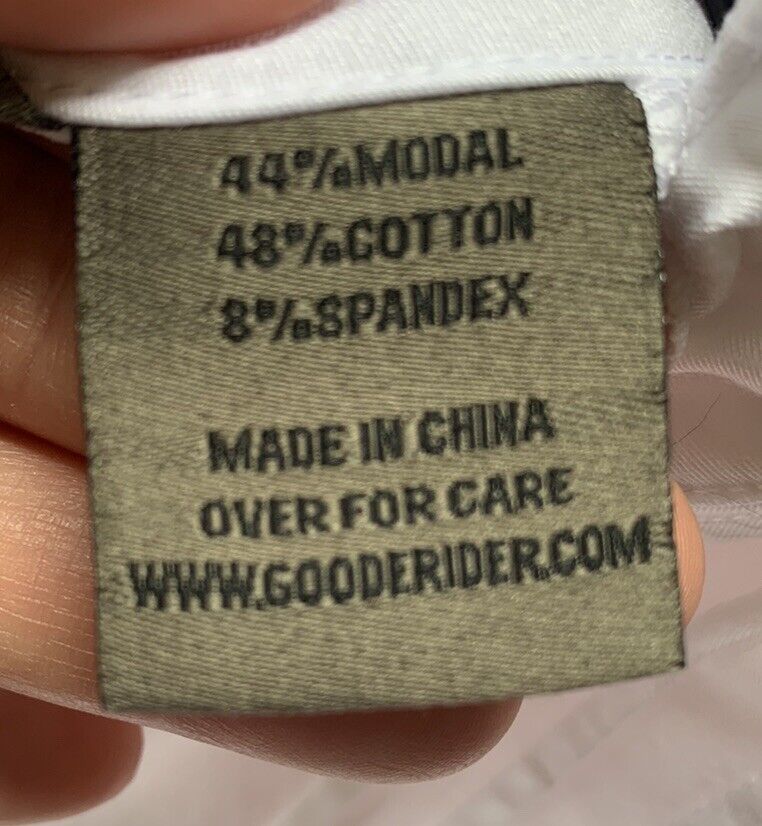 44%MODAL
48%COTTON
8%SPANDEX
MADE IN CHINA
OVER FOR CARE
WWW.GOODERIDER.COM